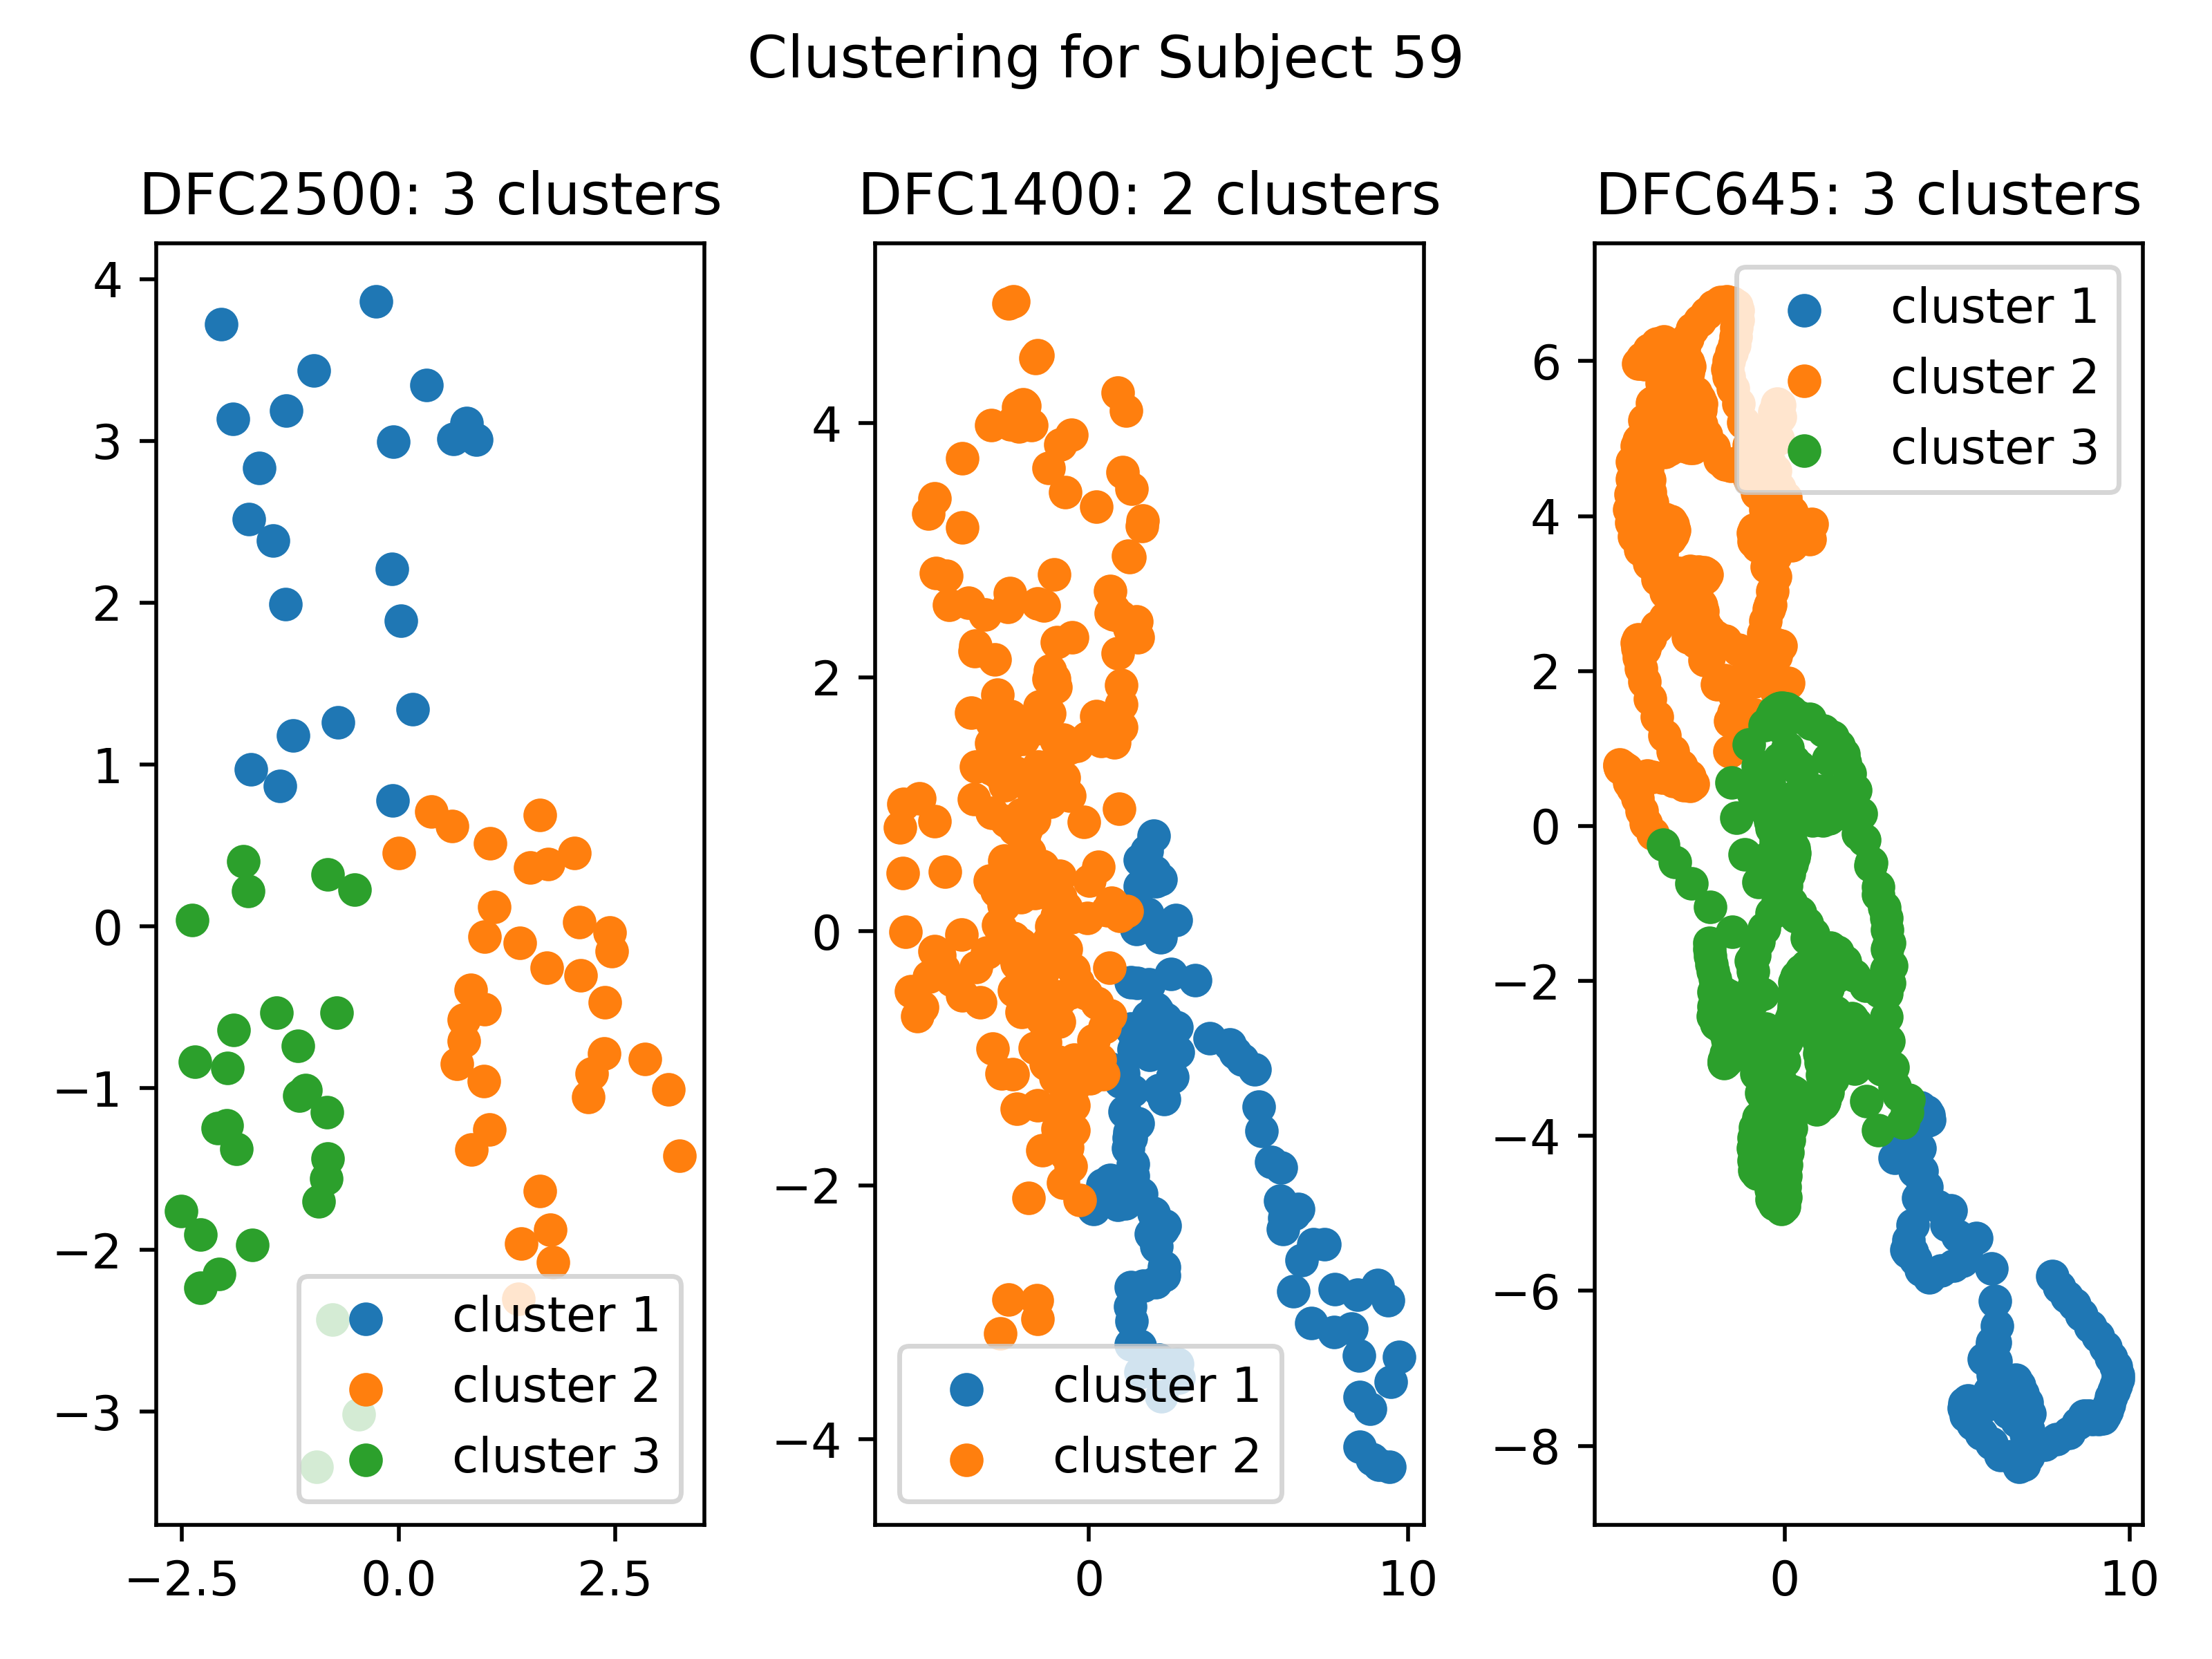 Clustering for Subject 59
DFC2500: 3 clusters
4
3
2
1
0
−1
−2
−3
−2.5
0.0
2.5
cluster 1
cluster 2
cluster 3
DFC1400: 2 clusters
4
2
0
−2
−4
0
10
cluster 1
cluster 2
DFC645: 3 clusters
6
4
2
0
−2
−4
−6
−8
0
10
cluster 1
cluster 2
cluster 3